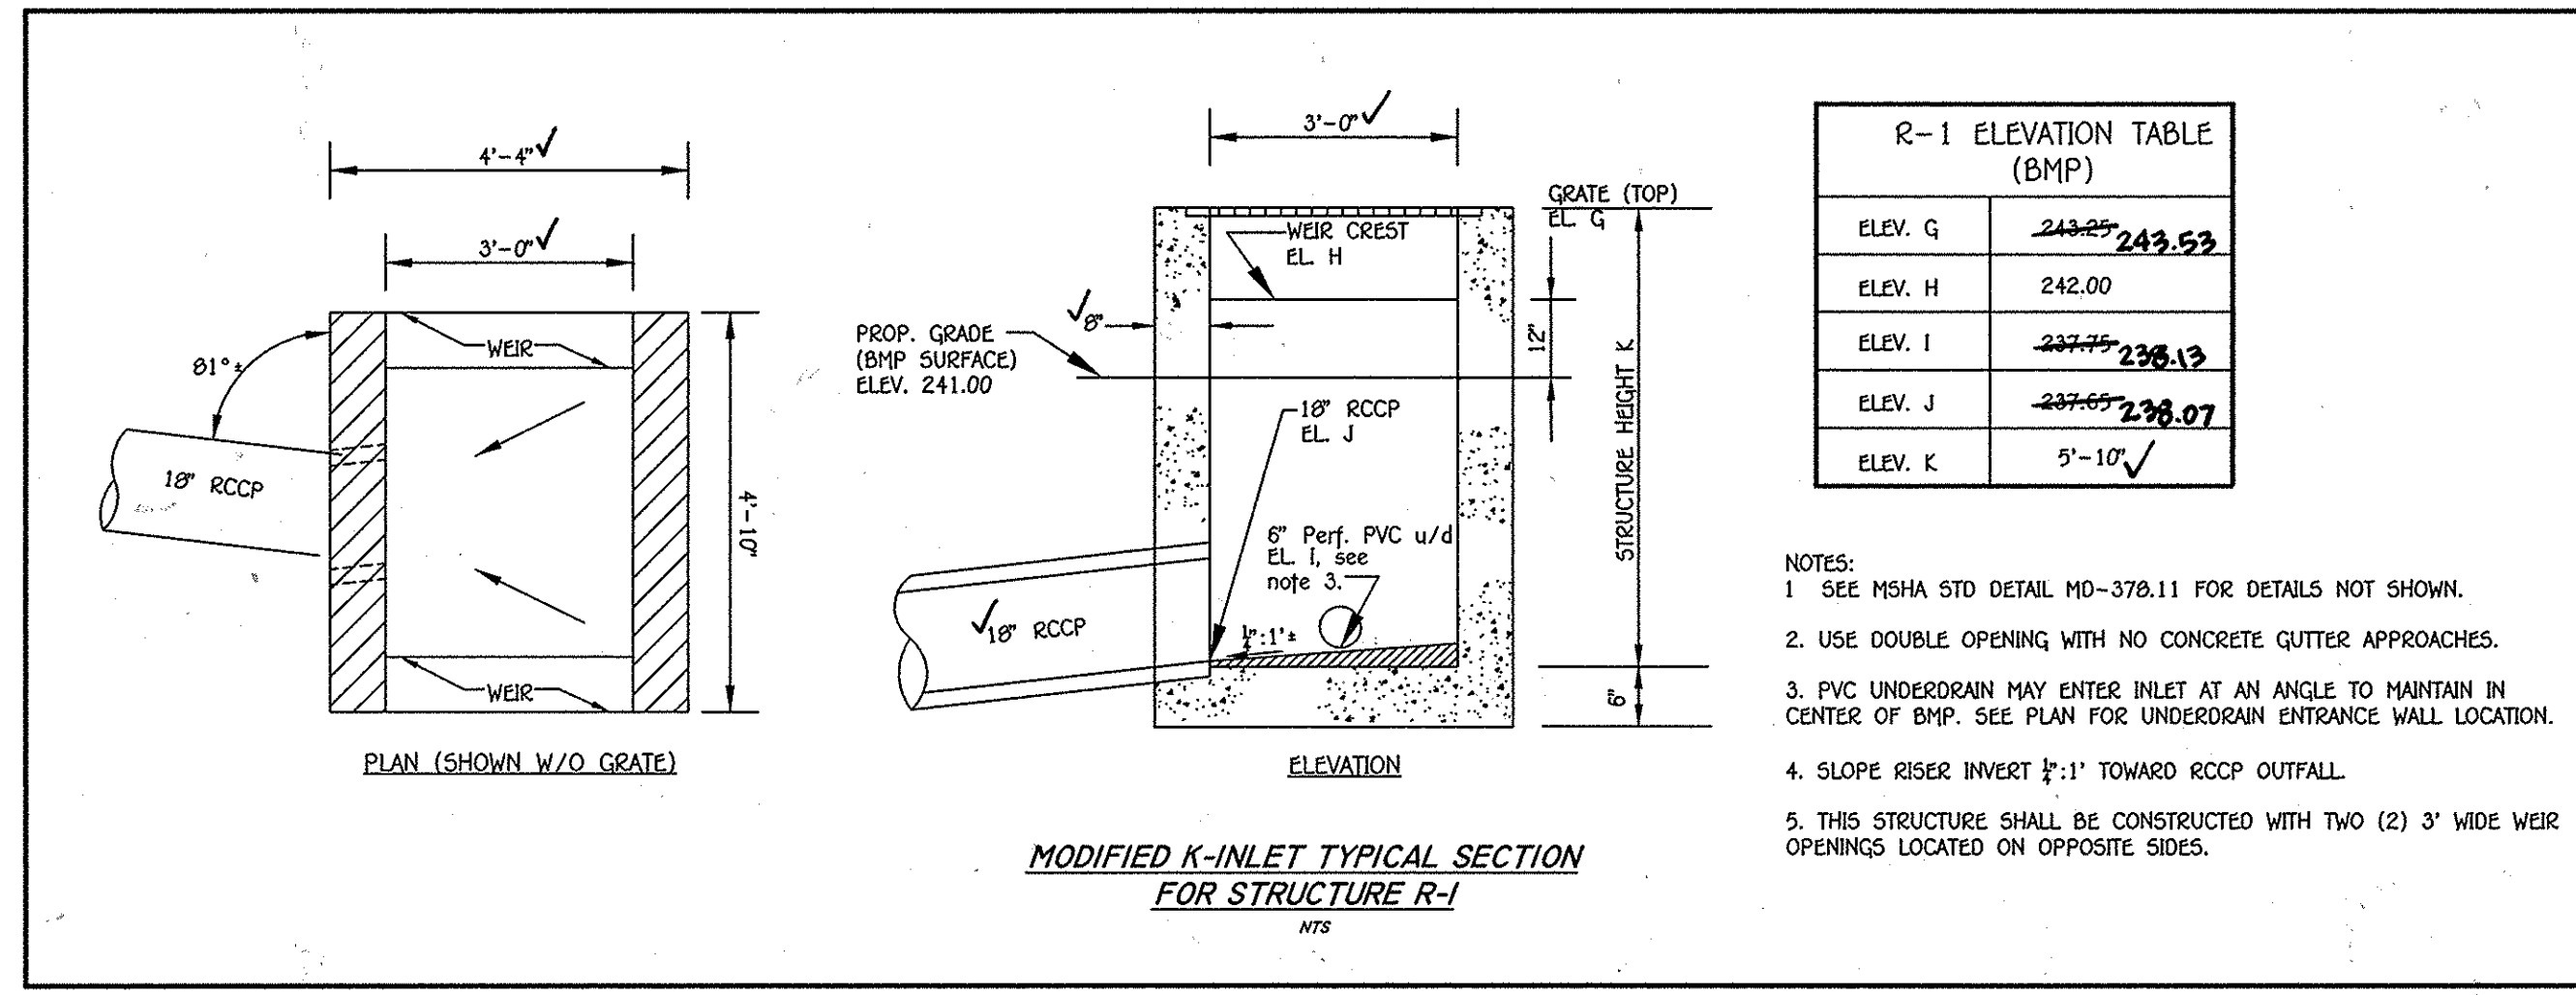 4'-4" ✓
3'-0" ✓
WEIR
81°±
18" RCCP
4'-10"
WEIR
PLAN (SHOWN W/O GRATE)
3'-0" ✓
GRATE (TOP)
EL. G
WEIR CREST
EL. H
✓ 8"
PROP. GRADE
(BMP SURFACE)
ELEV. 241.00
12"
18" RCCP
EL. J
STRUCTURE HEIGHT K
6" Perf. PVC u/d
EL. I, see
note 3.
✓ 18" RCCP
¼":1'±
6"
ELEVATION
MODIFIED K-INLET TYPICAL SECTION
FOR STRUCTURE R-1
NTS
R-1 ELEVATION TABLE
(BMP)
ELEV. G 243.25 243.53
ELEV. H 242.00
ELEV. I 237.75 238.13
ELEV. J 237.65 238.07
ELEV. K 5'-10" ✓
NOTES:
1 SEE MSHA STD DETAIL MD-378.11 FOR DETAILS NOT SHOWN.
2. USE DOUBLE OPENING WITH NO CONCRETE GUTTER APPROACHES.
3. PVC UNDERDRAIN MAY ENTER INLET AT AN ANGLE TO MAINTAIN IN
CENTER OF BMP. SEE PLAN FOR UNDERDRAIN ENTRANCE WALL LOCATION.
4. SLOPE RISER INVERT ¼":1' TOWARD RCCP OUTFALL.
5. THIS STRUCTURE SHALL BE CONSTRUCTED WITH TWO (2) 3' WIDE WEIR
OPENINGS LOCATED ON OPPOSITE SIDES.